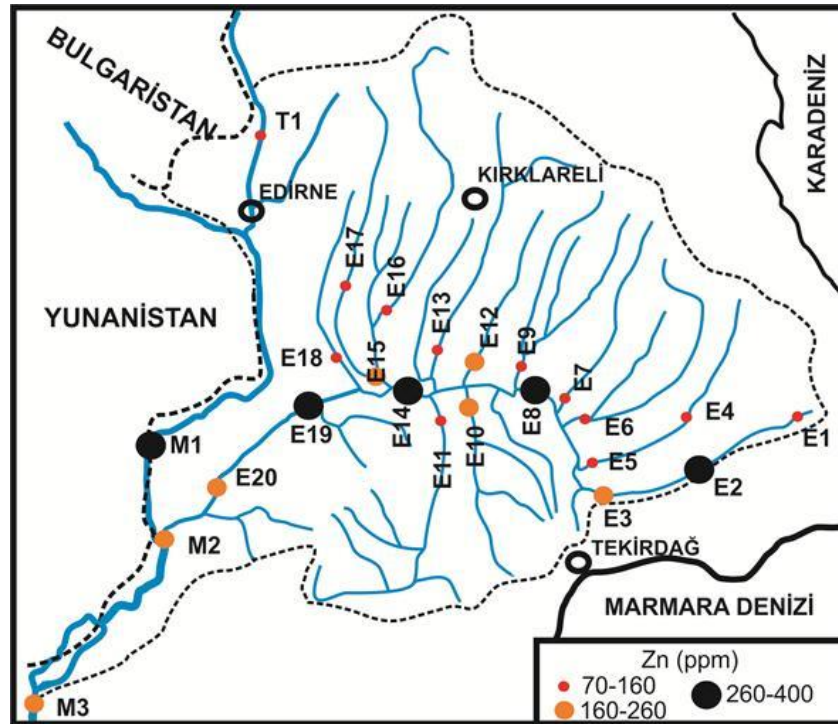 BULGARİSTAN
KARADENİZ
T1
KIRKLARELİ
EDİRNE
E17
E16
YUNANİSTAN
E13
E12
E9
E18
E15
E7
E14
E8
E4
E1
E19
E6
M1
E11
E10
E5
E2
E20
E3
M2
TEKİRDAĞ
MARMARA DENİZİ
Zn (ppm)
70-160
260-400
160-260
M3